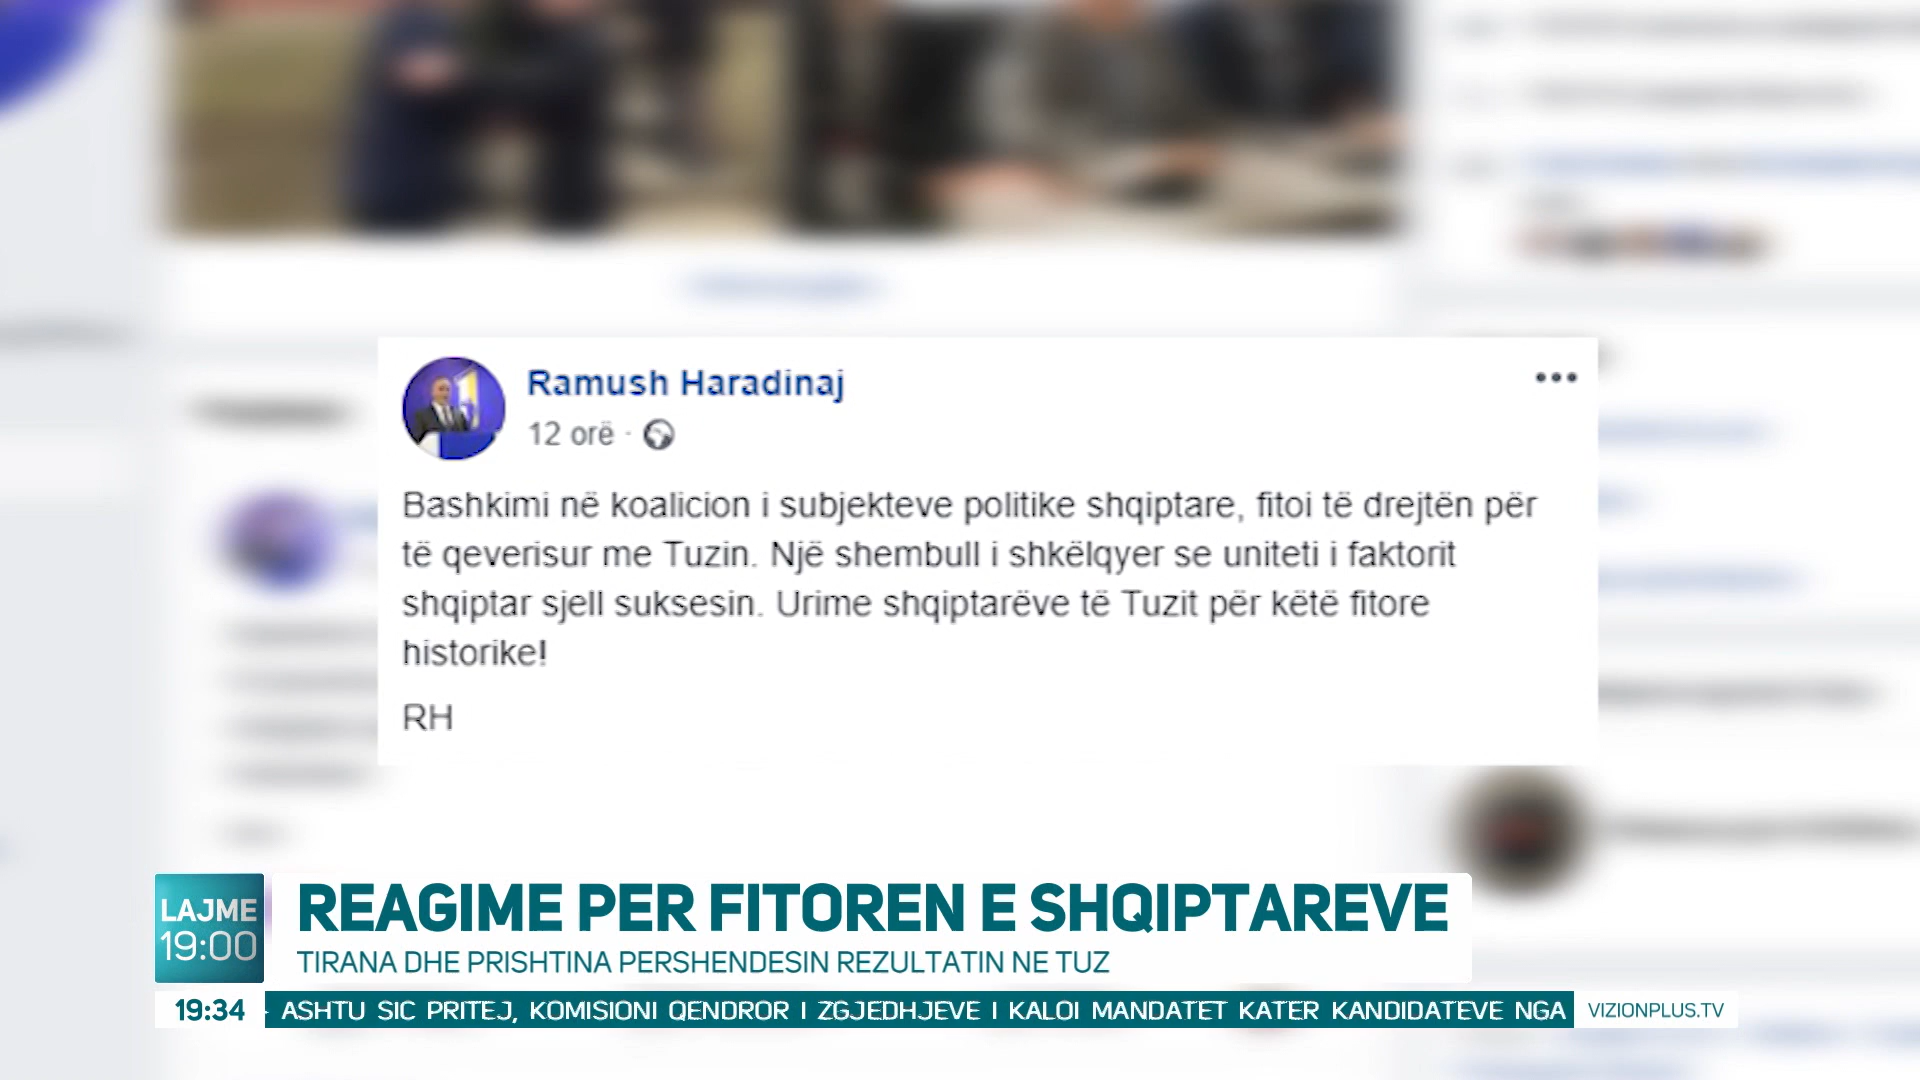 Ramush Haradinaj
12 orë ·
Bashkimi në koalicion i subjekteve politike shqiptare, fitoi të drejtën për
të qeverisur me Tuzin. Një shembull i shkëlqyer se uniteti i faktorit
shqiptar sjell suksesin. Urime shqiptarëve të Tuzit për këtë fitore
historike!
RH
LAJME
19:00
REAGIME PER FITOREN E SHQIPTAREVE
TIRANA DHE PRISHTINA PERSHENDESIN REZULTATIN NE TUZ
19:34
ASHTU SIC PRITEJ, KOMISIONI QENDROR I ZGJEDHJEVE I KALOI MANDATET KATER KANDIDATEVE NGA
VIZIONPLUS.TV